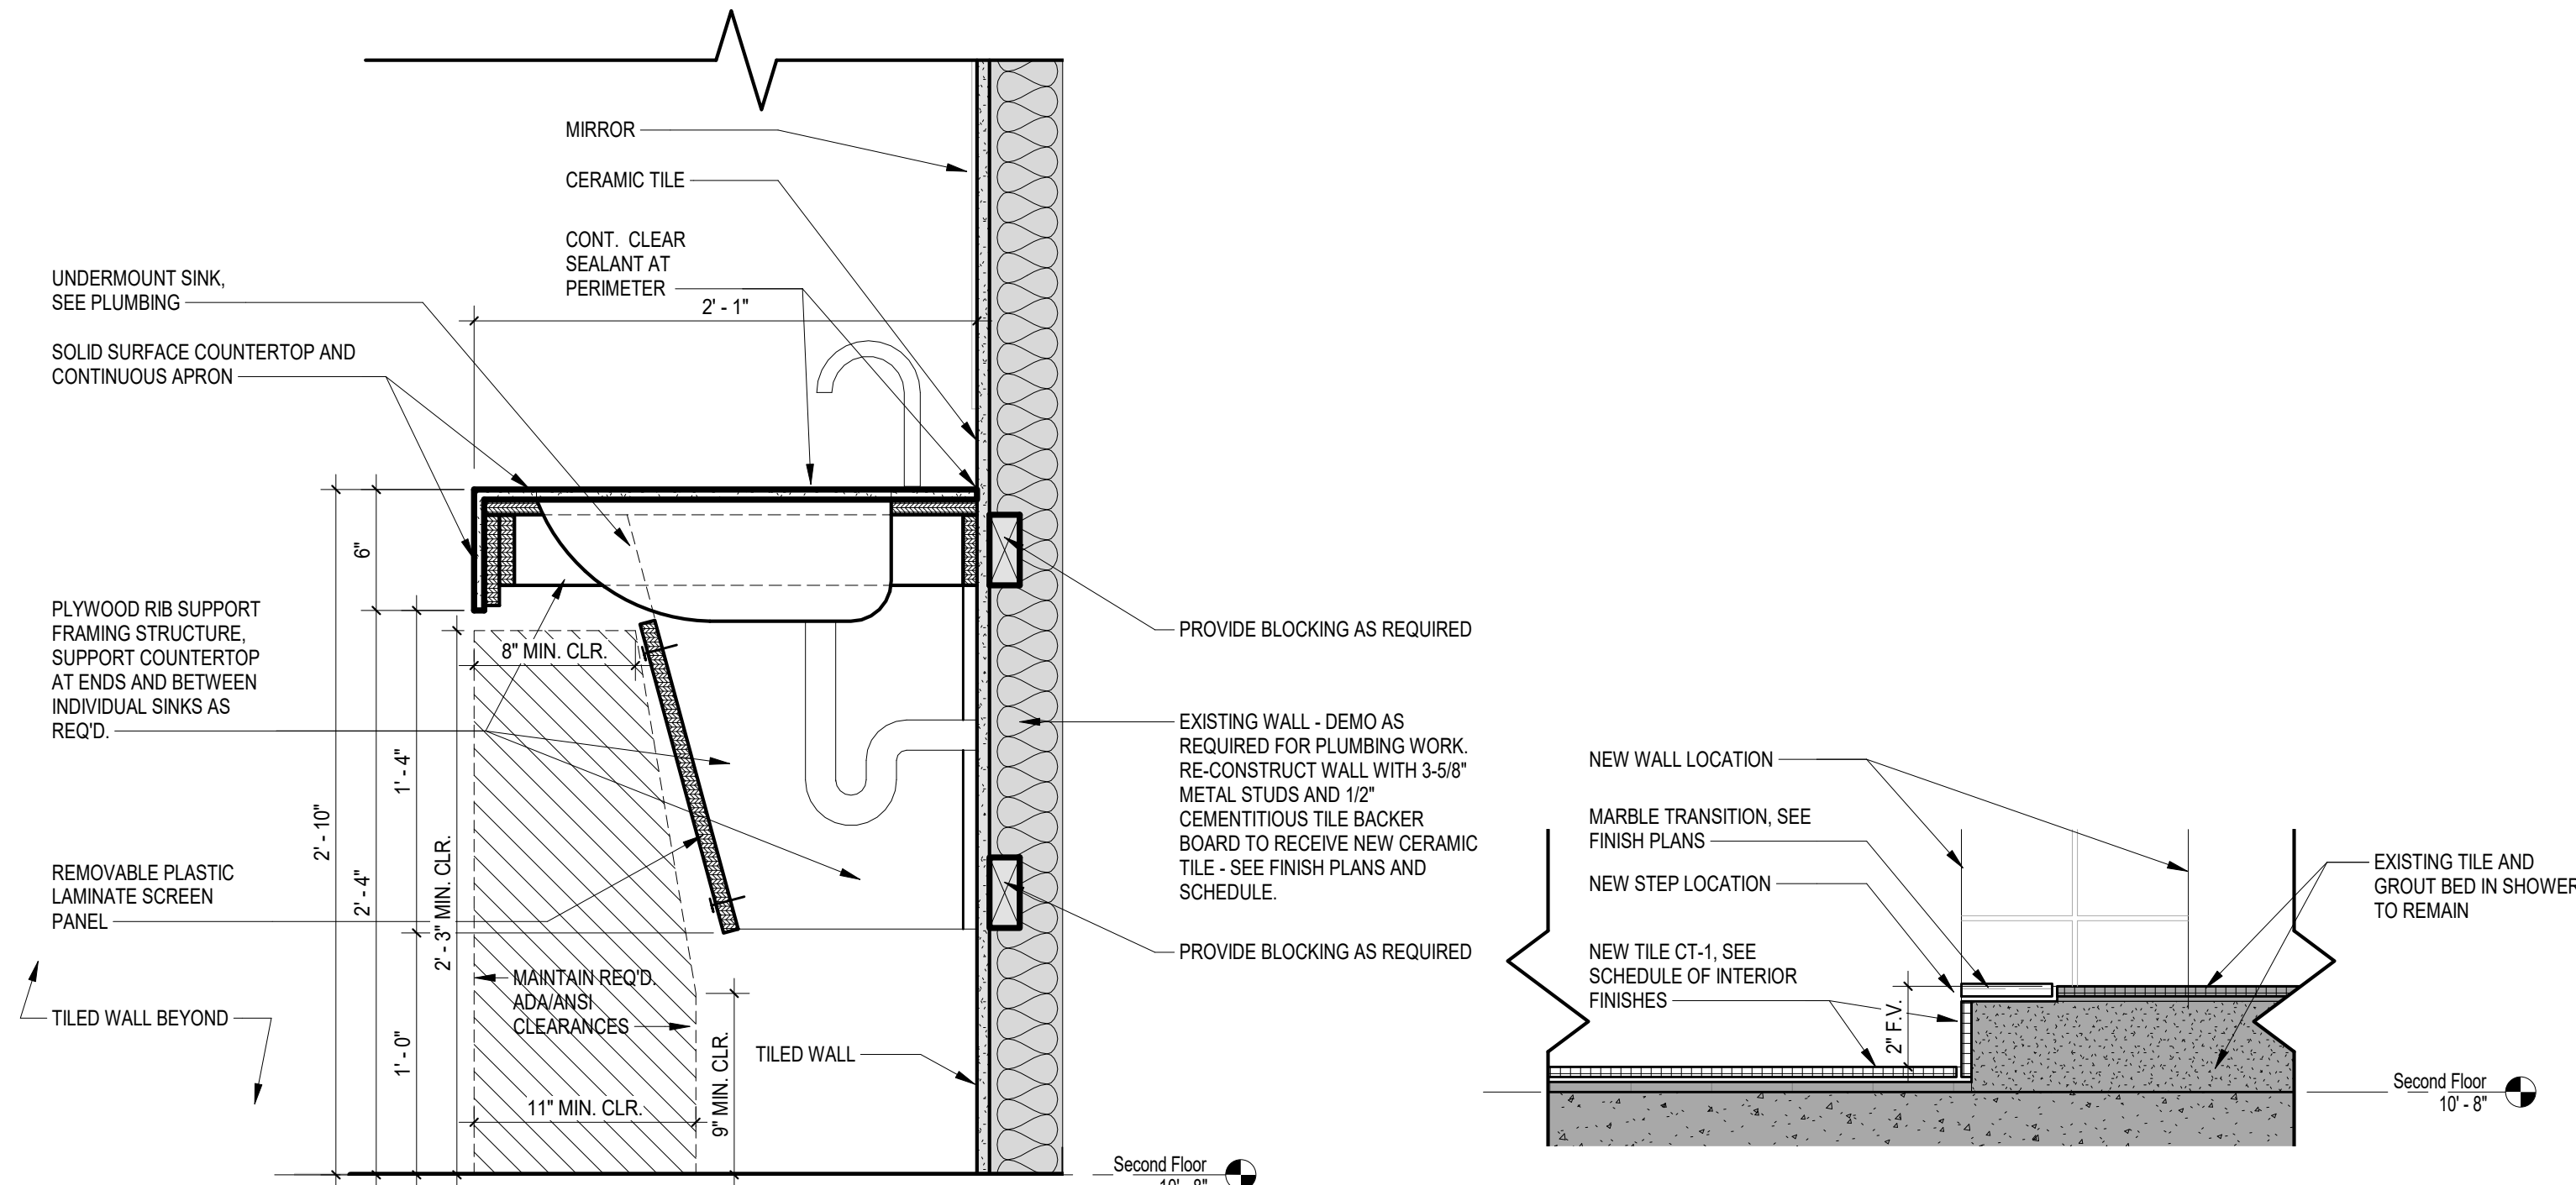 MIRROR
CERAMIC TILE
CONT. CLEAR
SEALANT AT
PERIMETER
2' - 1"
UNDERMOUNT SINK,
SEE PLUMBING
SOLID SURFACE COUNTERTOP AND
CONTINUOUS APRON
6"
PLYWOOD RIB SUPPORT
FRAMING STRUCTURE,
SUPPORT COUNTERTOP
AT ENDS AND BETWEEN
INDIVIDUAL SINKS AS
REQ'D.
8" MIN. CLR.
1' - 4"
2' - 10"
2' - 4"
2' - 3" MIN. CLR.
REMOVABLE PLASTIC
LAMINATE SCREEN
PANEL
MAINTAIN REQ'D.
ADA/ANSI
CLEARANCES
TILED WALL BEYOND
1' - 0"
11" MIN. CLR.
9" MIN. CLR.
TILED WALL
PROVIDE BLOCKING AS REQUIRED
EXISTING WALL - DEMO AS
REQUIRED FOR PLUMBING WORK.
RE-CONSTRUCT WALL WITH 3-5/8"
METAL STUDS AND 1/2"
CEMENTITIOUS TILE BACKER
BOARD TO RECEIVE NEW CERAMIC
TILE - SEE FINISH PLANS AND
SCHEDULE.
PROVIDE BLOCKING AS REQUIRED
Second Floor
10' - 8"
NEW WALL LOCATION
MARBLE TRANSITION, SEE
FINISH PLANS
NEW STEP LOCATION
NEW TILE CT-1, SEE
SCHEDULE OF INTERIOR
FINISHES
2" F.V.
EXISTING TILE AND
GROUT BED IN SHOWER
TO REMAIN
Second Floor
10' - 8"